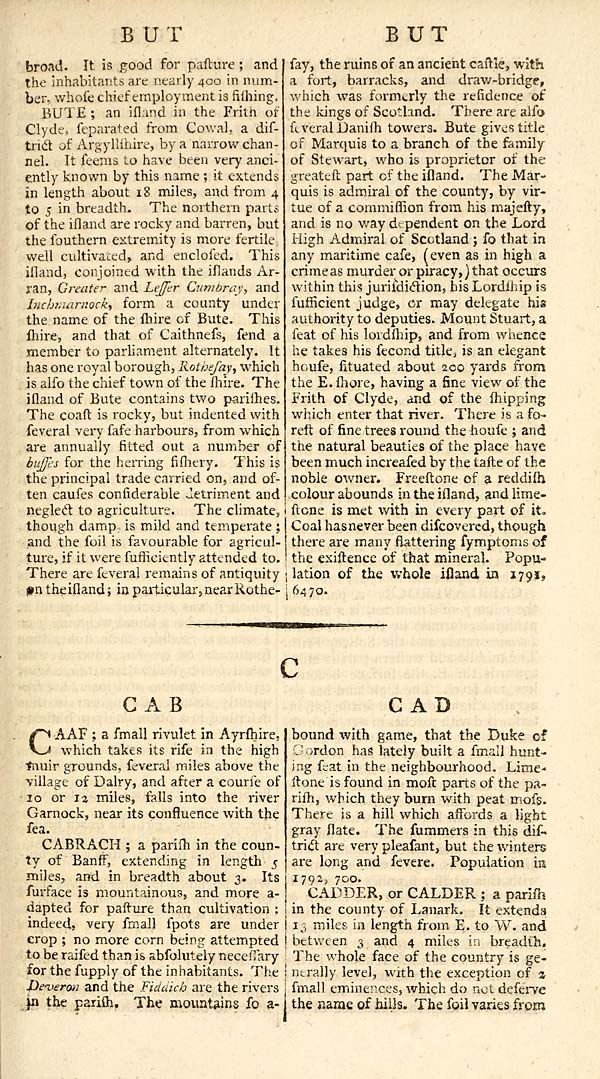 BUT
broad. It is good for paſture; and
the inhabitants are nearly 400 in num-
ber, whoſe chief employment is fiſhing.
BUTE; an iſland in the Frith of
Clyde, ſeparated from Cowal, a diſ-
trict of Argyllſhire, by a narrow chan-
nel. It ſeems to have been very anci-
ently known by this name; it extends
in length about 18 miles, and from 4
to 5 in breadth. The northern parts
of the iſland are rocky and barren, but
the ſouthern extremity is more fertile
well cultivated, and encloſed. This
iſland, conjoined with the iſlands Ar-
ran, Greater and Leſſer Cumbray, and
Inchmarnock, form a county under
the name of the ſhire of Bute. This
ſhire, and that of Caithneſs, ſend a
member to parliament alternately. It
has one royal borough, Rotheſay, which
is alſo the chief town of the ſhire. The
iſland of Bute contains two pariſhes.
The coaſt is rocky, but indented with
ſeveral very ſafe harbours, from which
are annually fitted out a number of
buſſes for the herring fiſhery. This is
the principal trade carried on, and of-
ten cauſes conſiderable detriment and
neglect to agriculture. The climate,
though damp, is mild and temperate;
and the ſoil is favourable for agricul-
ture, if it were ſufficiently attended to.
There are ſeveral remains of antiquity
on the iſland; in particular, near Rothe-
BUT
ſay, the ruins of an ancient caſtle, with
a fort, barracks, and draw-bridge,
which was formerly the reſidence of
the kings of Scotland. There are alſo
ſeveral Daniſh towers. Bute gives title
of Marquis to a branch of the family
of Stewart, who is proprietor of the
greateſt part of the iſland. The Mar-
quis is admiral of the county, by vir-
tue of a commiſſion from his majeſty,
and is no way dependent on the Lord
High Admiral of Scotland; ſo that in
any maritime caſe, (even as in high a
crime as murder or piracy,) that occurs
within this juriſdiction, his Lordſhip is
ſufficient judge, or may delegate his
authority to deputies. Mount Stuart, a
ſeat of his lordſhip, and from whence
he takes his ſecond title, is an elegant
houſe, ſituated about 200 yards from
the E. ſhore, having a fine view of the
Frith of Clyde, and of the ſhipping
which enter that river. There is a fo-
reſt of fine trees round the houſe; and
the natural beauties of the place have
been much increaſed by the taſte of the
noble owner. Freeſtone of a reddiſh
colour abounds in the iſland, and lime-
ſtone is met with in every part of it.
Coal has never been diſcovered, though
there are many flattering ſymptoms of
the exiſtence of that mineral. Popu-
lation of the whole iſland in 1791,
6470.
C
CAB
CAAF; a ſmall rivulet in Ayrſhire,
which takes its riſe in the high
muir grounds, ſeveral miles above the
village of Dalry, and after a courſe of
10 or 12 miles, falls into the river
Garnock, near its confluence with the
ſea.
CABRACH; a pariſh in the coun-
ty of Banff, extending in length 5
miles, and in breadth about 3. Its
ſurface is mountainous, and more a-
dapted for paſture than cultivation:
indeed, very ſmall ſpots are under
crop; no more corn being attempted
to be raiſed than is abſolutely neceſſary
for the ſupply of the inhabitants. The
Deveron and the Fiddich are the rivers
in the pariſh. The mountains ſo a-
CAD
bound with game, that the Duke of
Gordon has lately built a ſmall hunt-
ing ſeat in the neighbourhood. Lime-
ſtone is found in moſt parts of the pa-
riſh, which they burn with peat moſs.
There is a hill which affords a light
gray ſlate. The ſummers in this diſ-
trict are very pleaſant, but the winters
are long and ſevere. Population in
1792, 700.
CADDER, or CALDER; a pariſh
in the county of Lanark. It extends
13 miles in length from E. to W. and
between 3 and 4 miles in breadth.
The whole face of the country is ge-
nerally level, with the exception of 2
ſmall eminences, which do not deſerve
the name of hills. The ſoil varies from